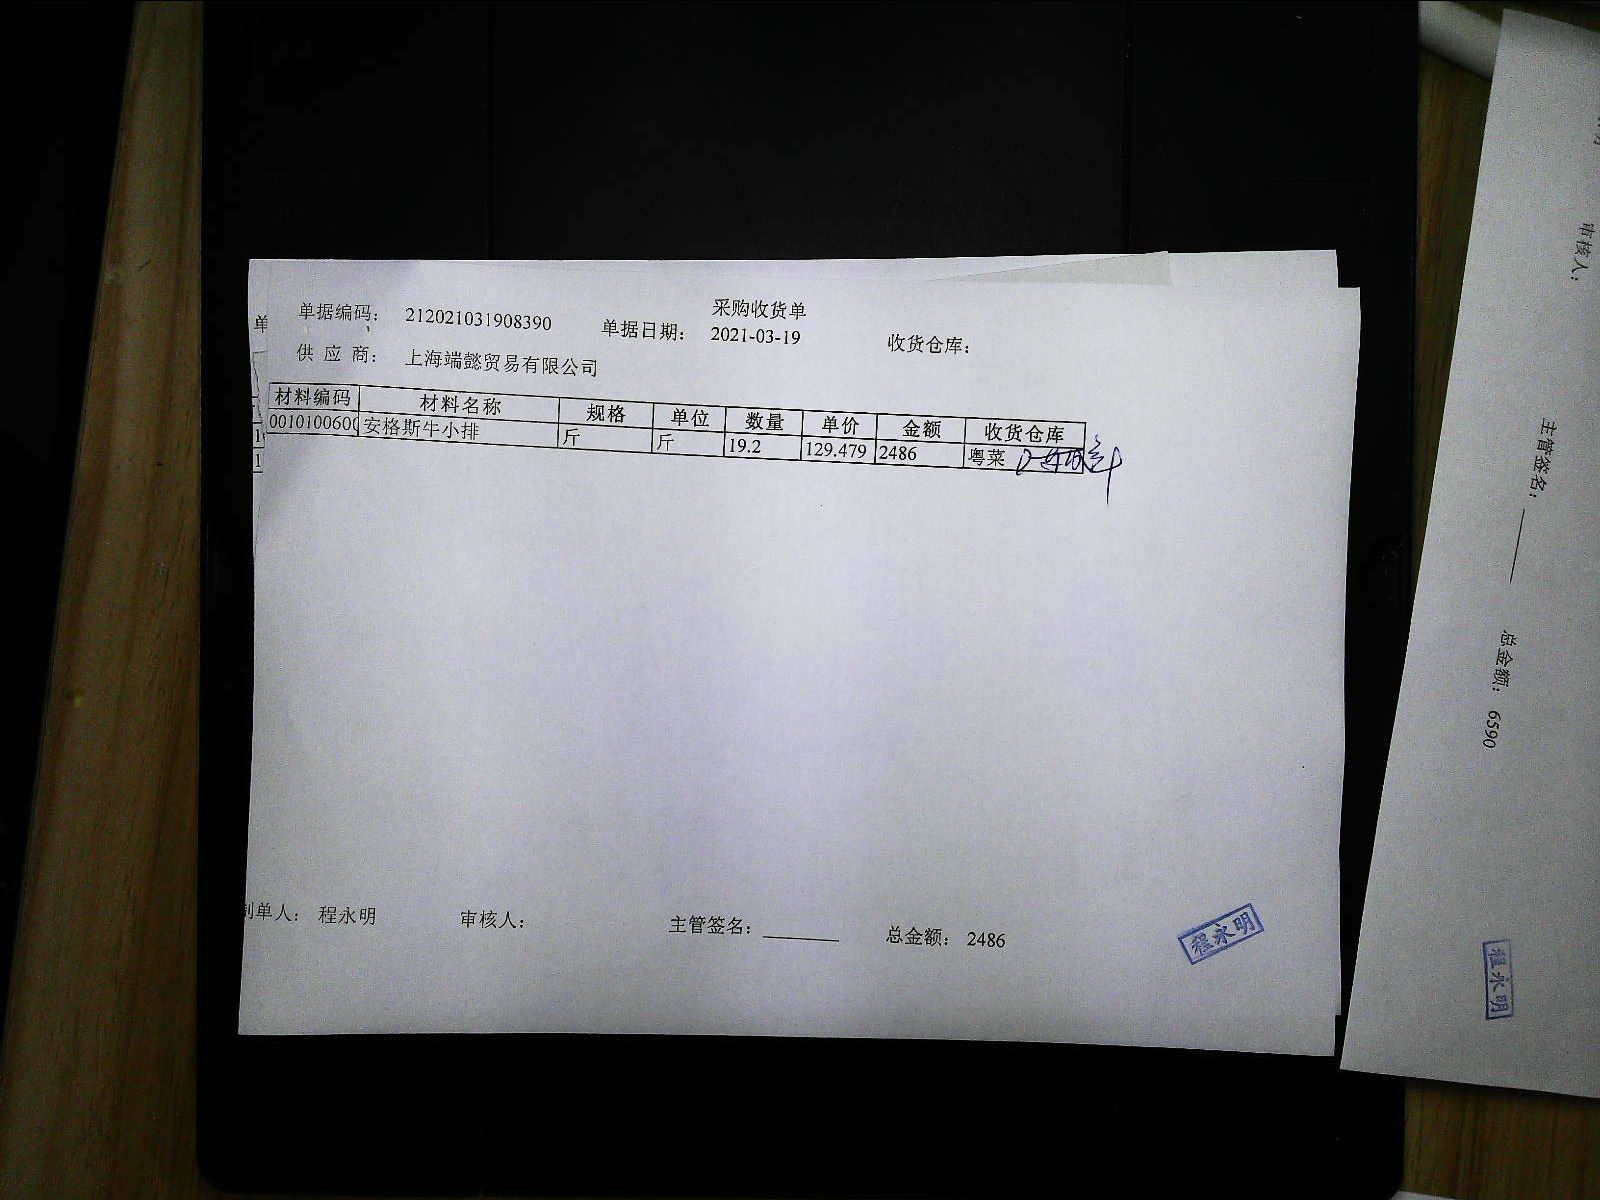 采购收货单
单据编码： 212021031908390 单据日期： 2021-03-19 收货仓库：
供 应 商： 上海端懿贸易有限公司
材料编码 材料名称 规格 单位 数量 单价 金额 收货仓库
0010100600 安格斯牛小排 斤 斤 19.2 129.479 2486 粤菜
制单人： 程永明 审核人： 主管签名： 总金额： 2486
程永明
单
审核人：
主管签名：
总金额： 6590
程永明